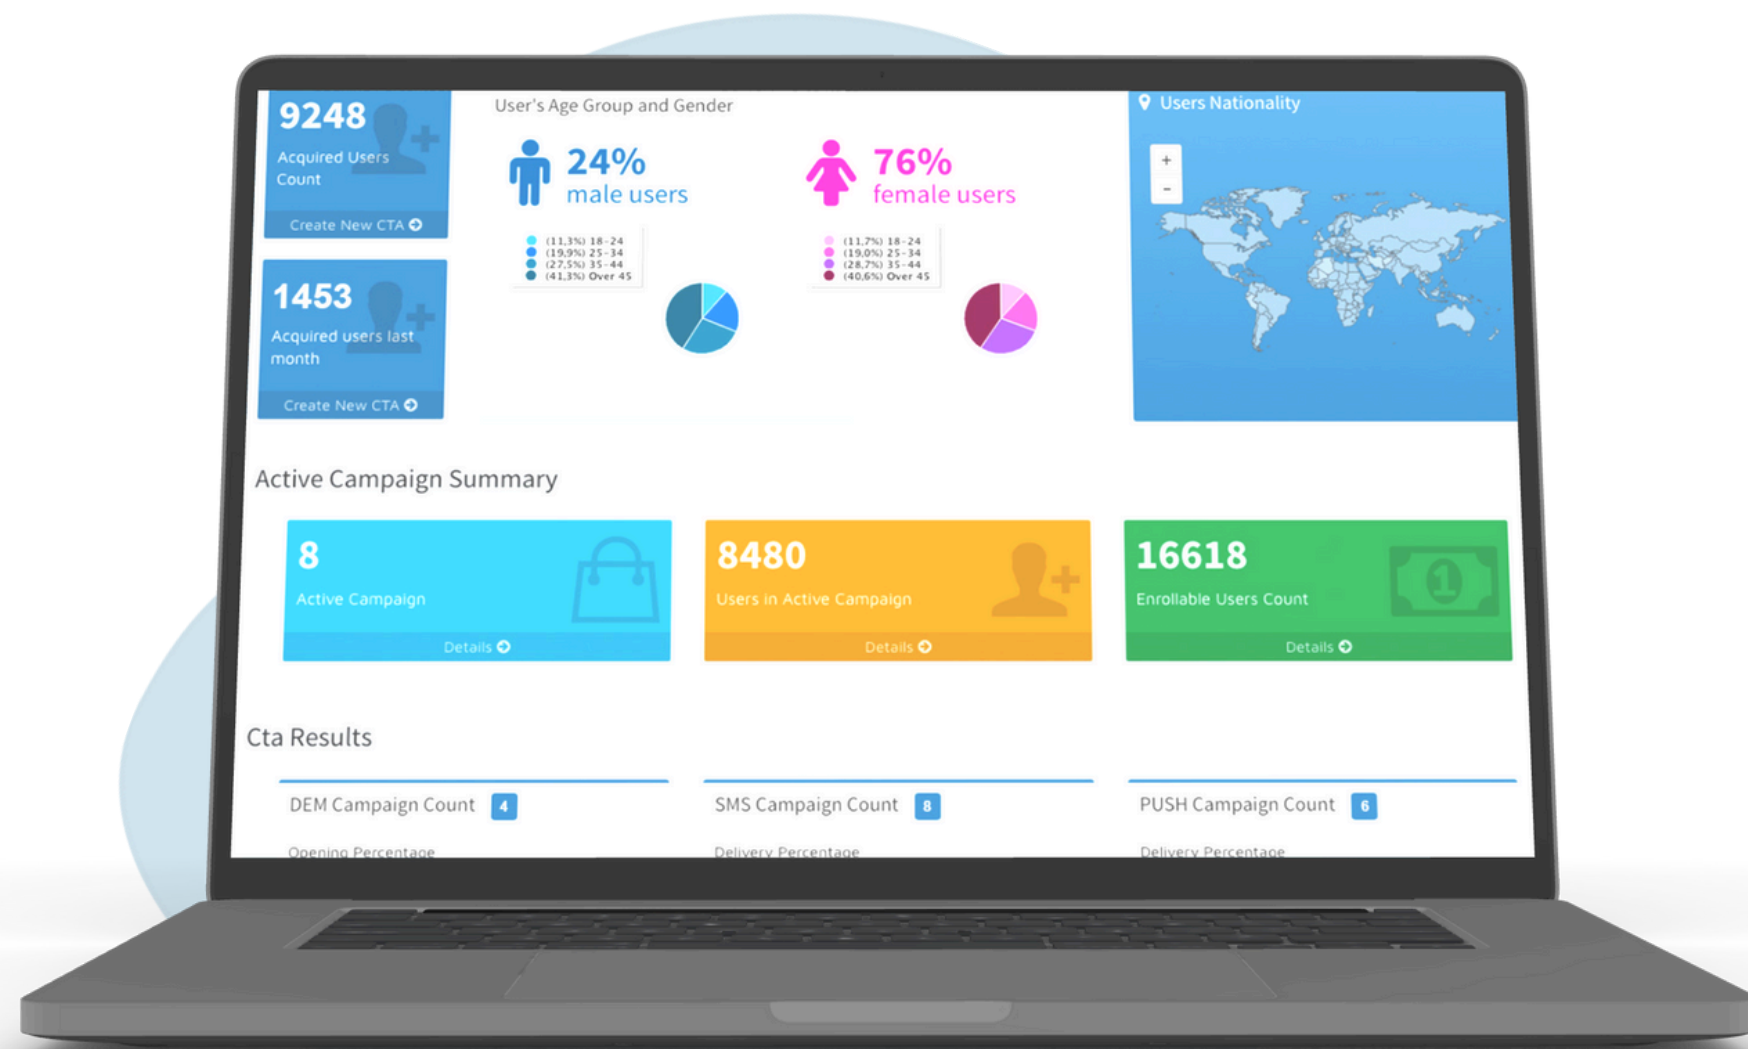 9248
Acquired Users
Count
Create New CTA
1453
Acquired users last
month
Create New CTA
User's Age Group and Gender
24%
male users
(11,3%) 18-24
(19,9%) 25-34
(27,5%) 35-44
(41,3%) Over 45
76%
female users
(11,7%) 18-24
(19,0%) 25-34
(28,7%) 35-44
(40,6%) Over 45
Users Nationality
+
-
Active Campaign Summary
8
Active Campaign
Details
8480
Users in Active Campaign
Details
16618
Enrollable Users Count
Details
1
Cta Results
DEM Campaign Count 4
Opening Percentage
SMS Campaign Count 8
Delivery Percentage
PUSH Campaign Count 6
Delivery Percentage